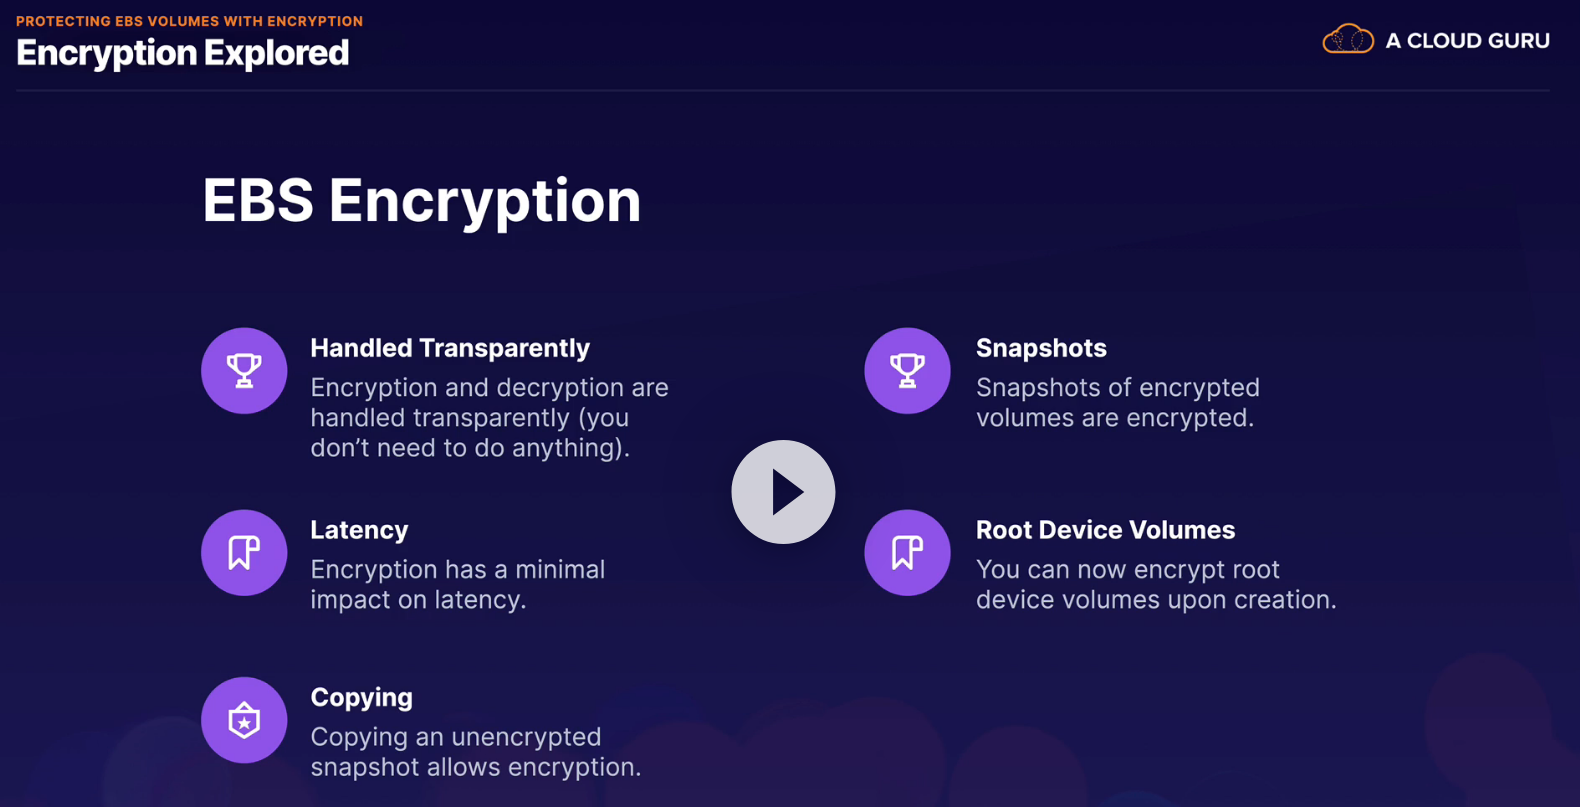 PROTECTING EBS VOLUMES WITH ENCRYPTION
Encryption Explored
A CLOUD GURU
EBS Encryption
Handled Transparently
Encryption and decryption are
handled transparently (you
don’t need to do anything).
Latency
Encryption has a minimal
impact on latency.
Copying
Copying an unencrypted
snapshot allows encryption.
Snapshots
Snapshots of encrypted
volumes are encrypted.
Root Device Volumes
You can now encrypt root
device volumes upon creation.